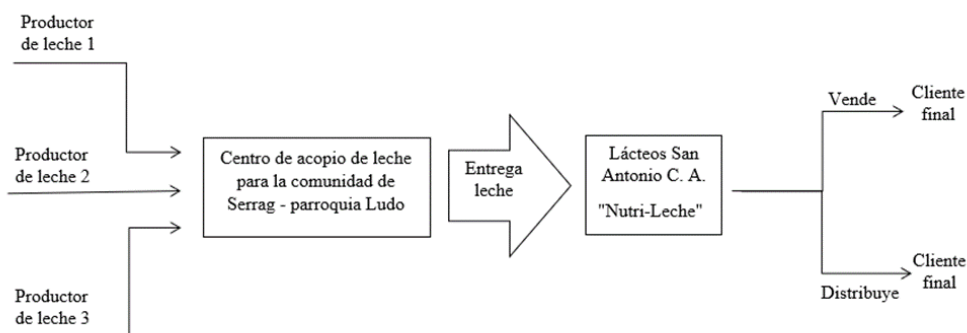 Productor
de leche 1
Productor
de leche 2
Productor
de leche 3
Centro de acopio de leche
para la comunidad de
Serrag - parroquia Ludo
Entrega
leche
Lácteos San
Antonio C. A.
"Nutri-Leche"
Vende
Cliente
final
Distribuye
Cliente
final